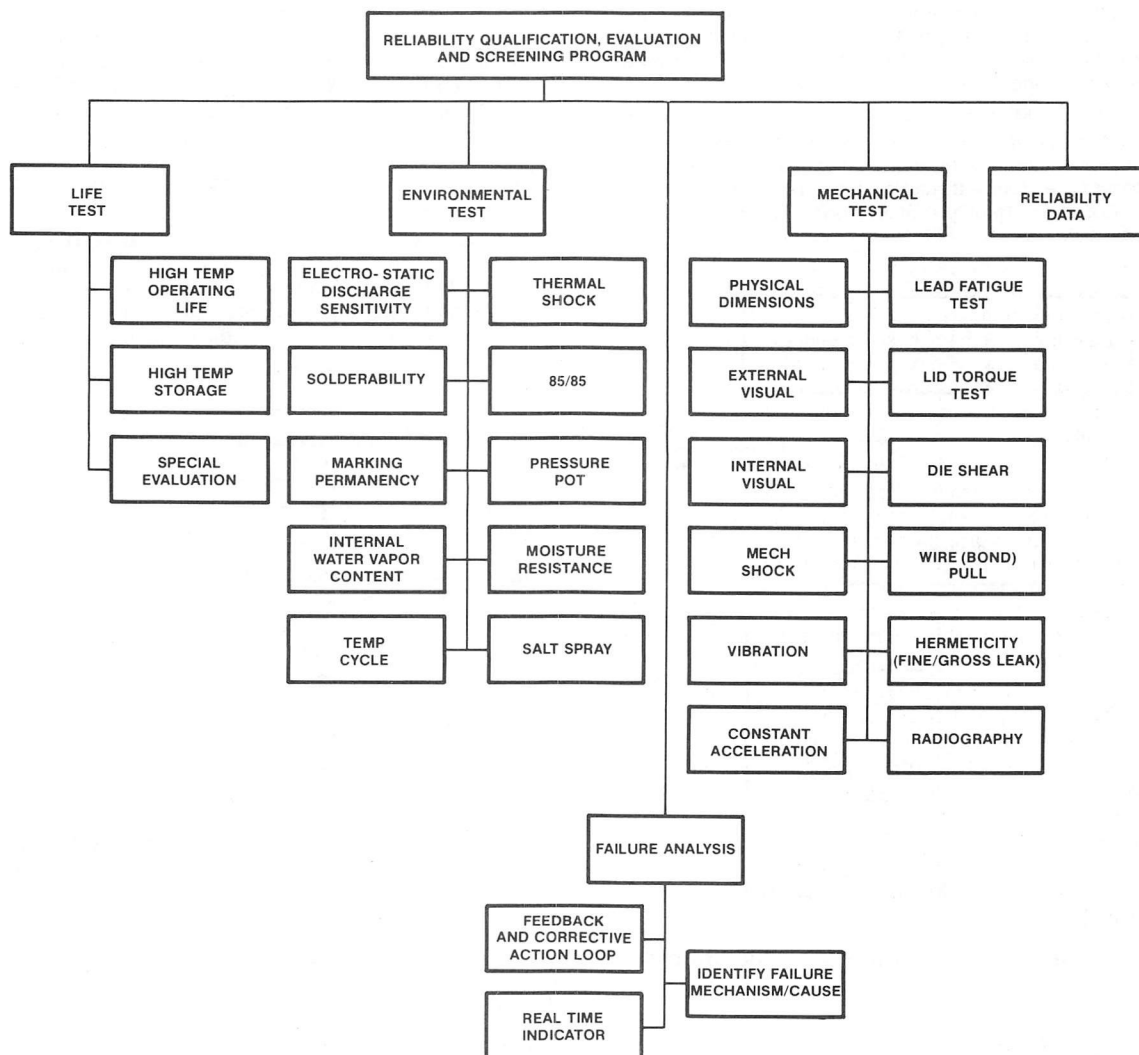 RELIABILITY QUALIFICATION, EVALUATION
AND SCREENING PROGRAM
LIFE
TEST
ENVIRONMENTAL
TEST
MECHANICAL
TEST
RELIABILITY
DATA
HIGH TEMP
OPERATING
LIFE
HIGH TEMP
STORAGE
SPECIAL
EVALUATION
ELECTRO- STATIC
DISCHARGE
SENSITIVITY
THERMAL
SHOCK
SOLDERABILITY
85/85
MARKING
PERMANENCY
PRESSURE
POT
INTERNAL
WATER VAPOR
CONTENT
MOISTURE
RESISTANCE
TEMP
CYCLE
SALT SPRAY
PHYSICAL
DIMENSIONS
LEAD FATIGUE
TEST
EXTERNAL
VISUAL
LID TORQUE
TEST
INTERNAL
VISUAL
DIE SHEAR
MECH
SHOCK
WIRE (BOND)
PULL
VIBRATION
HERMETICITY
(FINE/GROSS LEAK)
CONSTANT
ACCELERATION
RADIOGRAPHY
FAILURE ANALYSIS
FEEDBACK
AND CORRECTIVE
ACTION LOOP
IDENTIFY FAILURE
MECHANISM/CAUSE
REAL TIME
INDICATOR